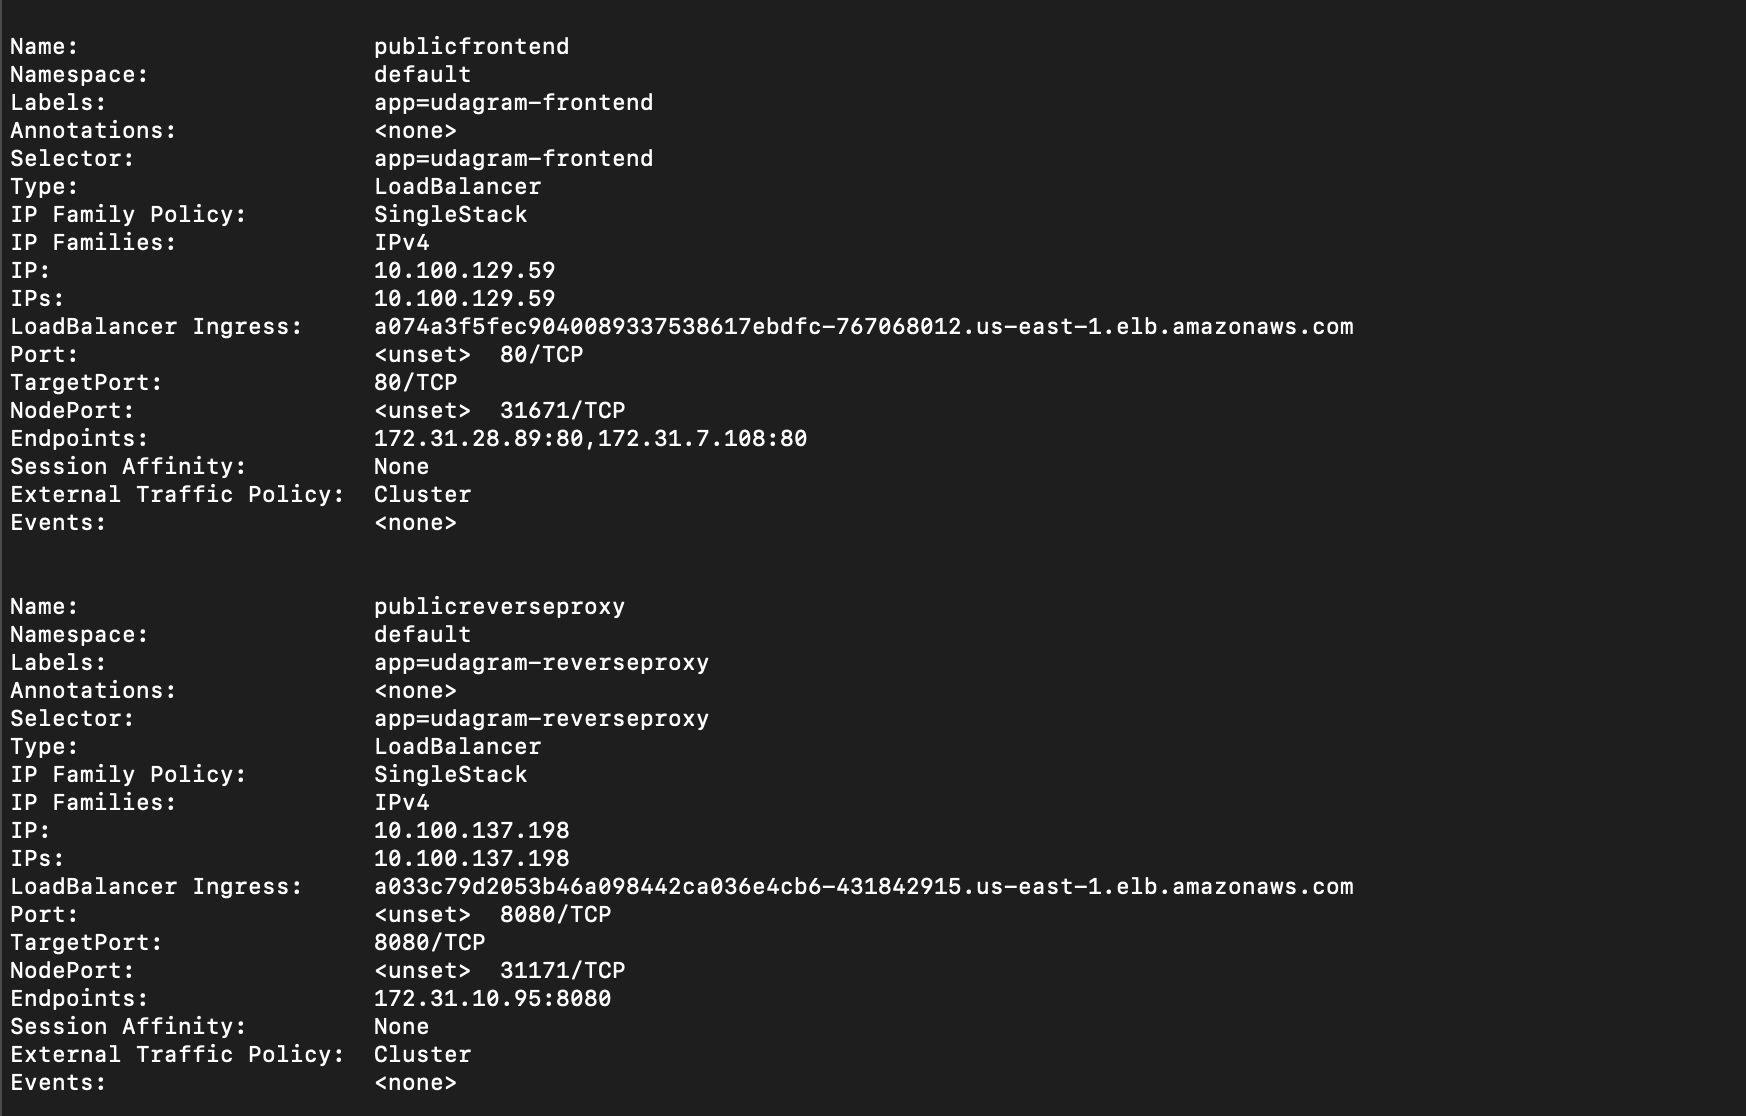 Name:                     publicfrontend
Namespace:                default
Labels:                   app=udagram-frontend
Annotations:              <none>
Selector:                 app=udagram-frontend
Type:                     LoadBalancer
IP Family Policy:         SingleStack
IP Families:              IPv4
IP:                       10.100.129.59
IPs:                      10.100.129.59
LoadBalancer Ingress:     a074a3f5fec9040089337538617ebdfc-767068012.us-east-1.elb.amazonaws.com
Port:                     <unset>  80/TCP
TargetPort:               80/TCP
NodePort:                 <unset>  31671/TCP
Endpoints:                172.31.28.89:80,172.31.7.108:80
Session Affinity:         None
External Traffic Policy:  Cluster
Events:                   <none>
Name:                     publicreverseproxy
Namespace:                default
Labels:                   app=udagram-reverseproxy
Annotations:              <none>
Selector:                 app=udagram-reverseproxy
Type:                     LoadBalancer
IP Family Policy:         SingleStack
IP Families:              IPv4
IP:                       10.100.137.198
IPs:                      10.100.137.198
LoadBalancer Ingress:     a033c79d2053b46a098442ca036e4cb6-431842915.us-east-1.elb.amazonaws.com
Port:                     <unset>  8080/TCP
TargetPort:               8080/TCP
NodePort:                 <unset>  31171/TCP
Endpoints:                172.31.10.95:8080
Session Affinity:         None
External Traffic Policy:  Cluster
Events:                   <none>